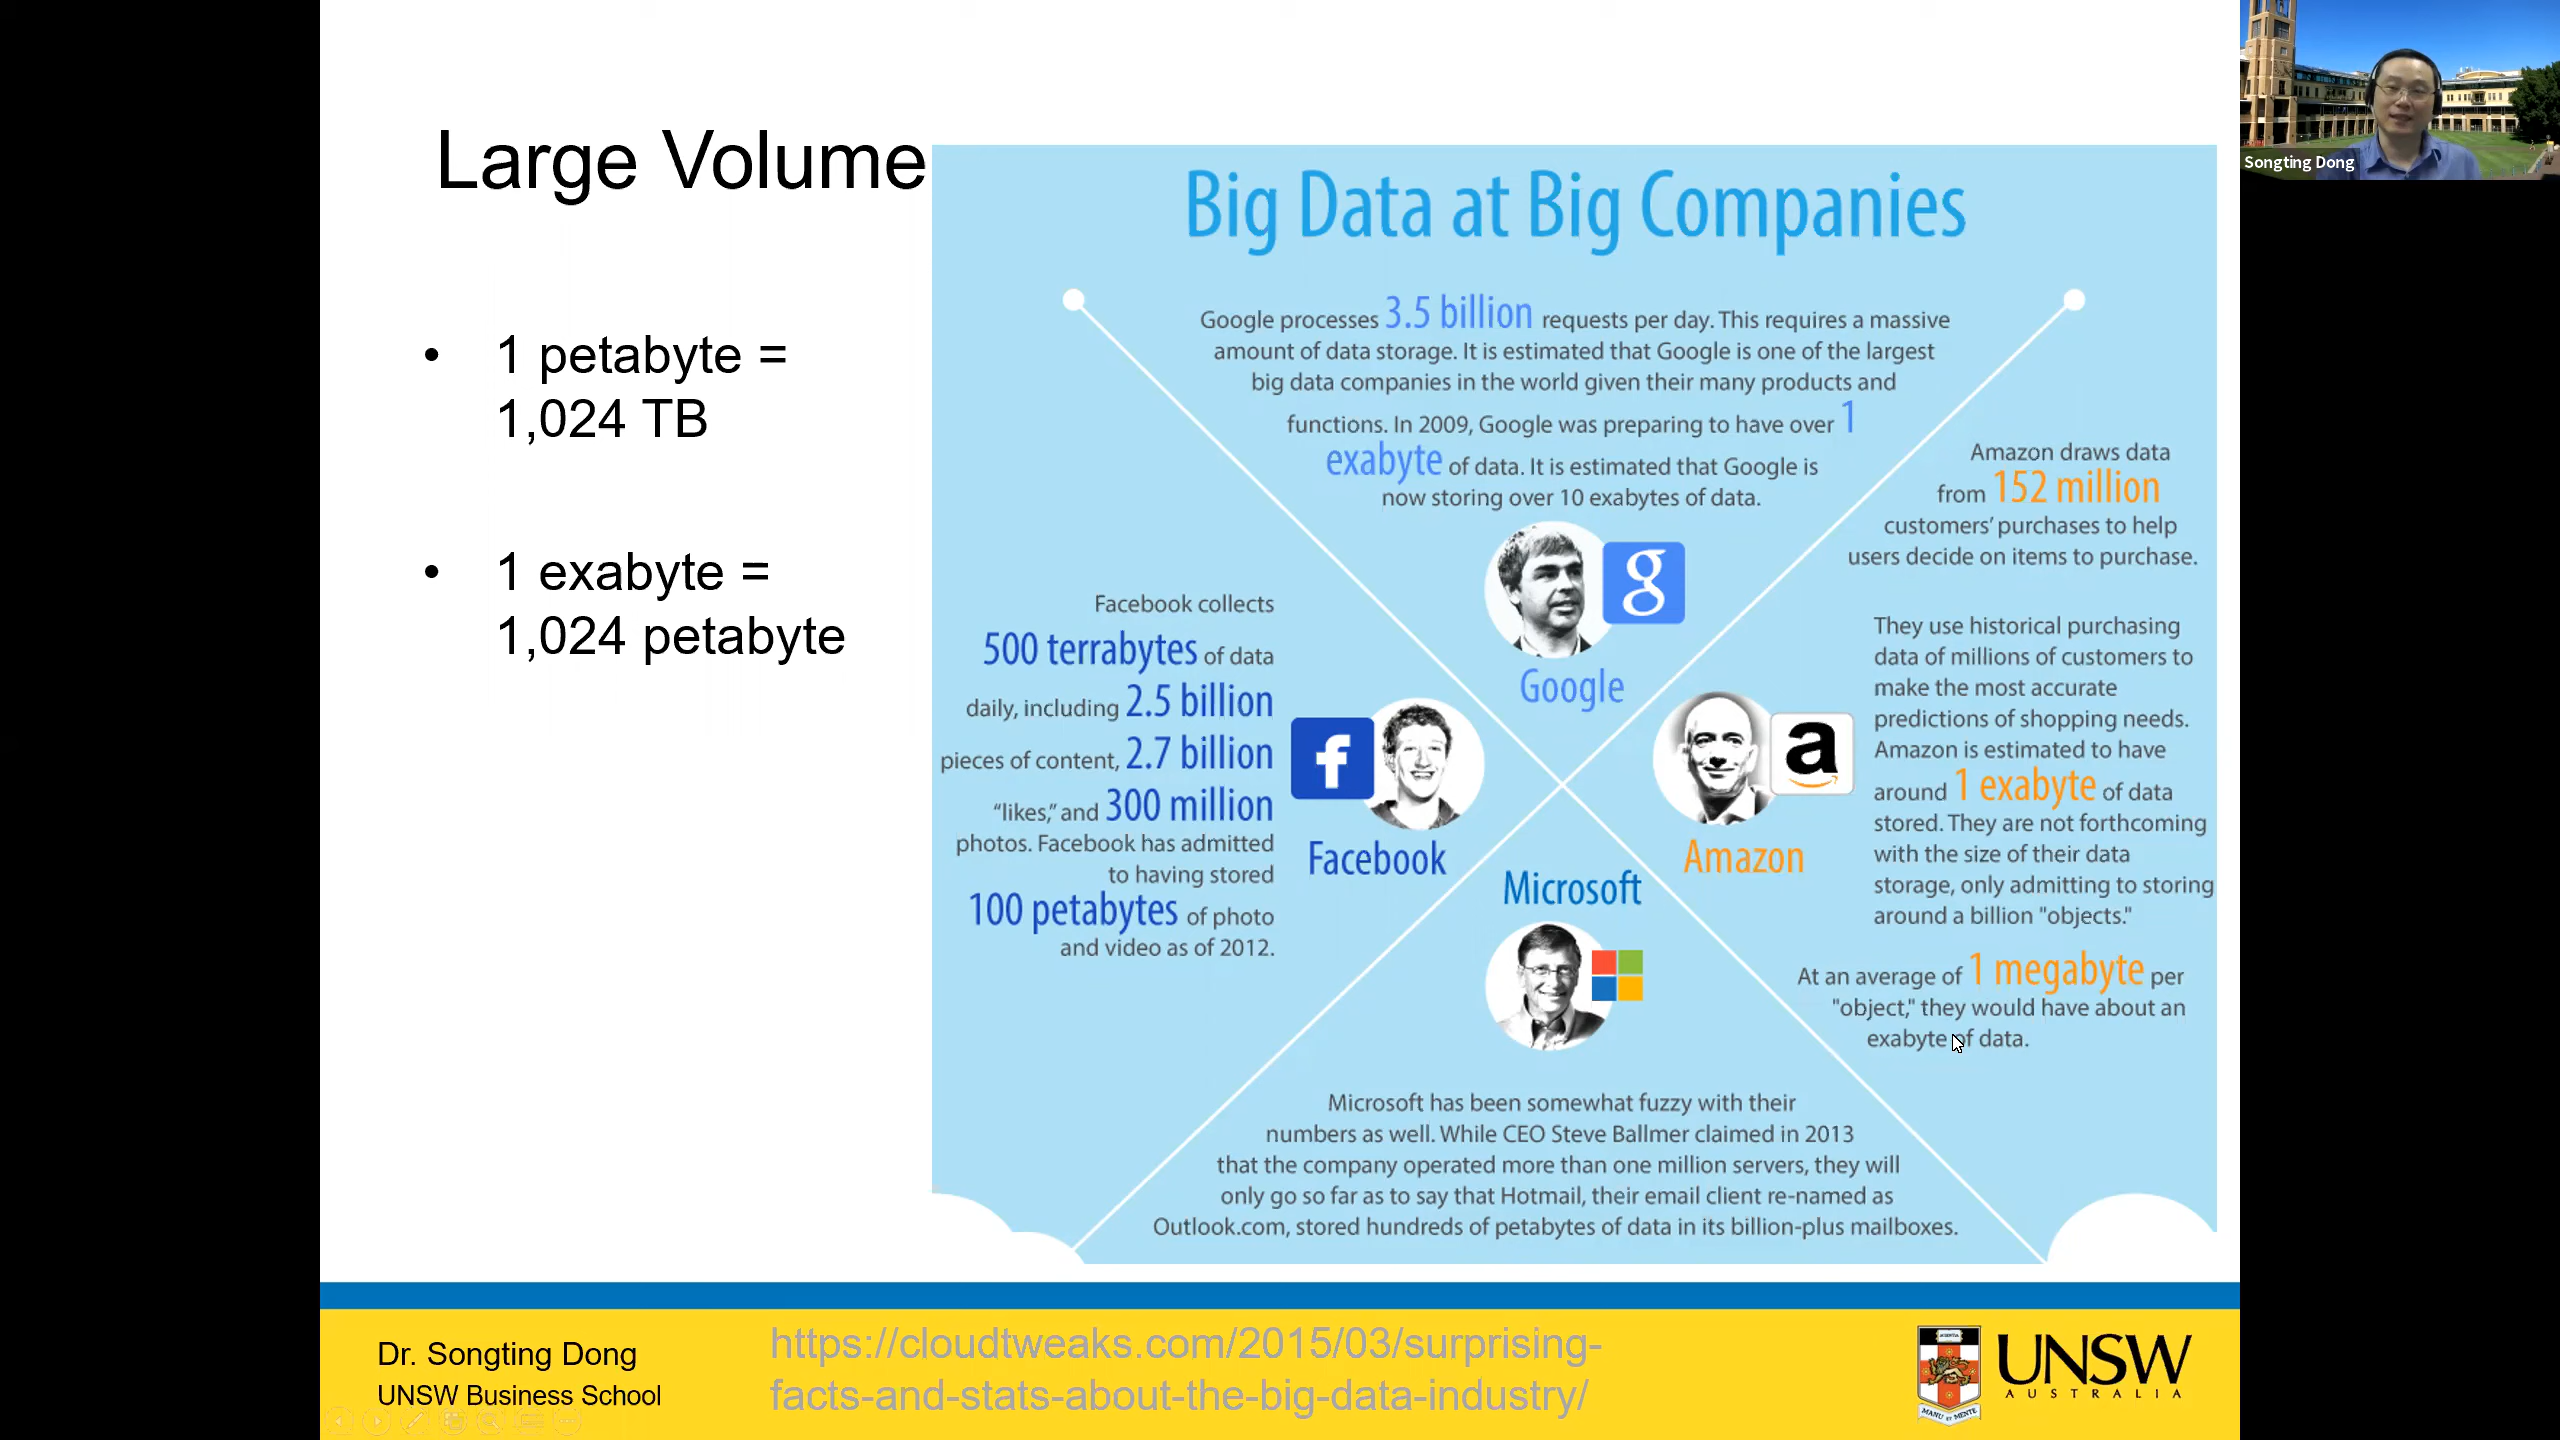 Large Volume
• 1 petabyte =
1,024 TB
• 1 exabyte =
1,024 petabyte
Big Data at Big Companies
Google processes 3.5 billion requests per day. This requires a massive
amount of data storage. It is estimated that Google is one of the largest
big data companies in the world given their many products and
functions. In 2009, Google was preparing to have over 1
exabyte of data. It is estimated that Google is
now storing over 10 exabytes of data.
g
Google
Facebook collects
500 terrabytes of data
daily, including 2.5 billion
pieces of content, 2.7 billion
“likes,” and 300 million
photos. Facebook has admitted
to having stored
100 petabytes of photo
and video as of 2012.
f
Facebook
Amazon draws data
from 152 million
customers’ purchases to help
users decide on items to purchase.
They use historical purchasing
data of millions of customers to
make the most accurate
predictions of shopping needs.
Amazon is estimated to have
around 1 exabyte of data
stored. They are not forthcoming
with the size of their data
storage, only admitting to storing
around a billion "objects."
At an average of 1 megabyte per
"object," they would have about an
exabyte of data.
a
Amazon
Microsoft
Microsoft has been somewhat fuzzy with their
numbers as well. While CEO Steve Ballmer claimed in 2013
that the company operated more than one million servers, they will
only go so far as to say that Hotmail, their email client re-named as
Outlook.com, stored hundreds of petabytes of data in its billion-plus mailboxes.
Songting Dong
Dr. Songting Dong
UNSW Business School
https://cloudtweaks.com/2015/03/surprising-
facts-and-stats-about-the-big-data-industry/
SCIENTIA
MANU ET MENTE
UNSW
AUSTRALIA